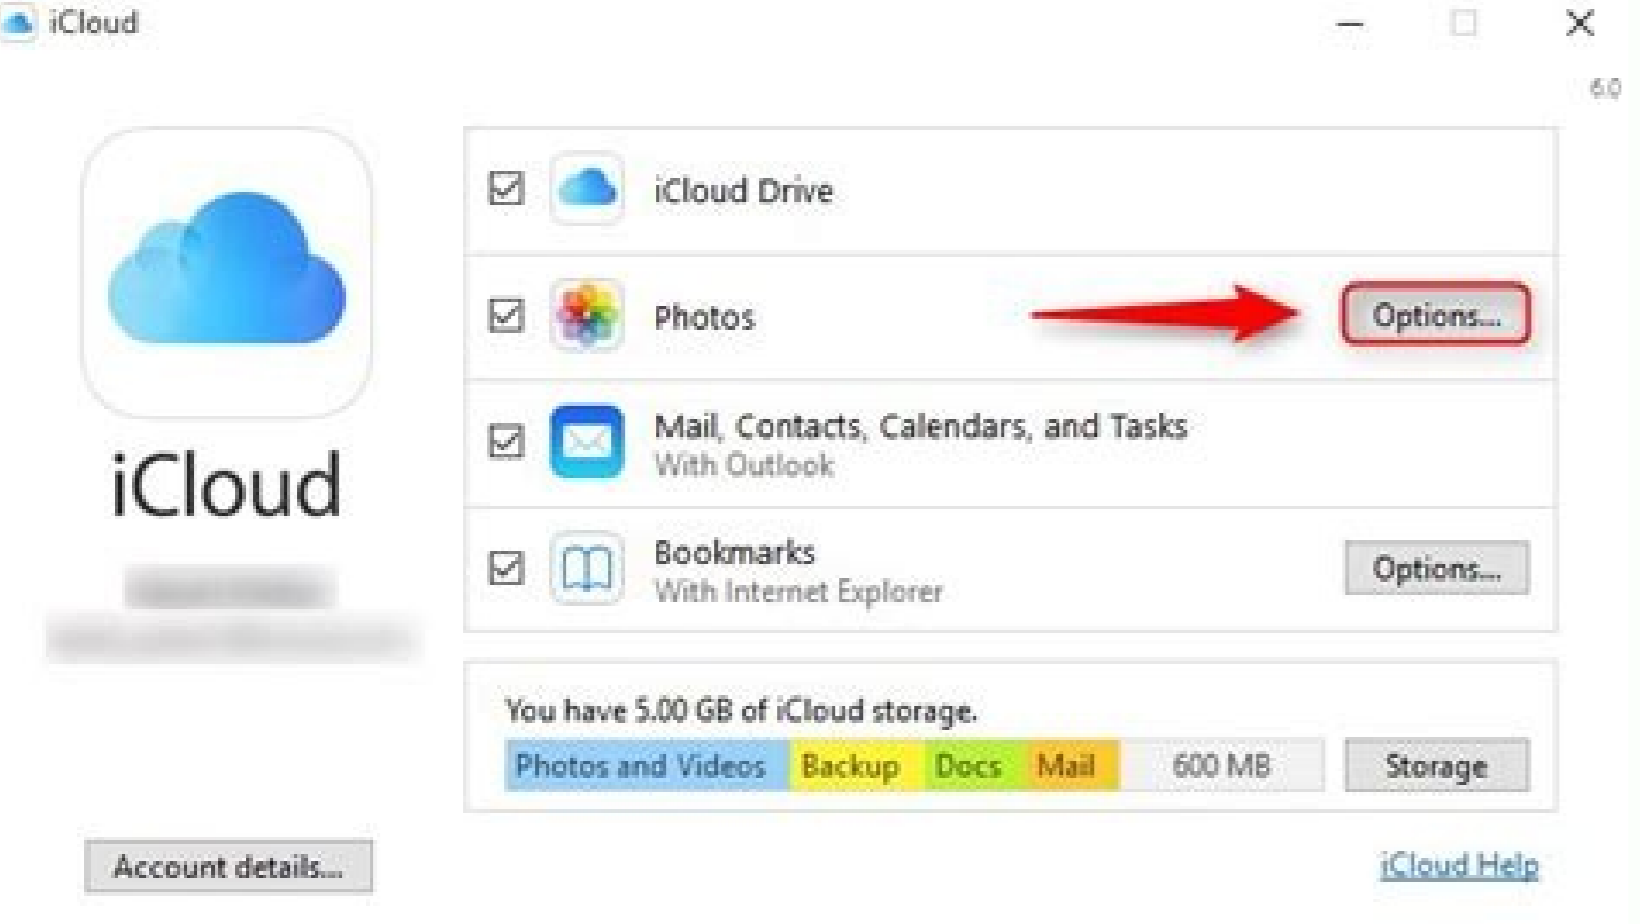 iCloud
6.0
iCloud Drive
Photos
Options...
Mail, Contacts, Calendars, and Tasks
With Outlook
iCloud
Bookmarks
With Internet Explorer
Options...
You have 5.00 GB of iCloud storage.
Photos and Videos Backup Docs Mail 600 MB
Storage
Account details...
iCloud Help